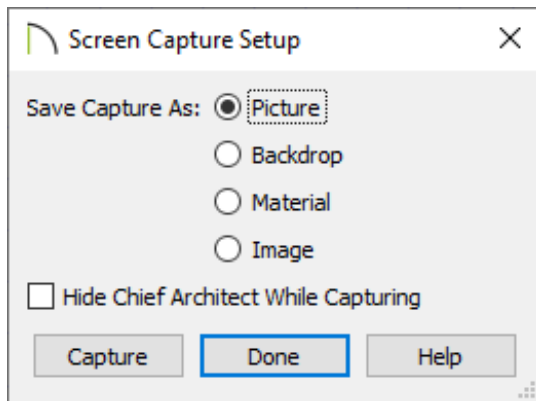 Screen Capture Setup
Save Capture As: Picture
Backdrop
Material
Image
Hide Chief Architect While Capturing
Capture Done Help